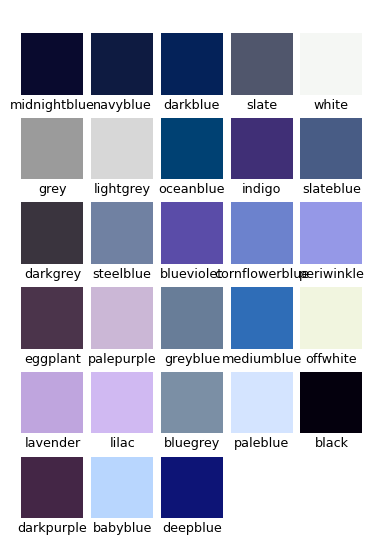 midnightblue navyblue darkblue slate white
grey lightgrey oceanblue indigo slateblue
darkgrey steelblue blueviolet cornflowerblue periwinkle
eggplant palepurple greyblue mediumblue offwhite
lavender lilac bluegrey paleblue black
darkpurple babyblue deepblue